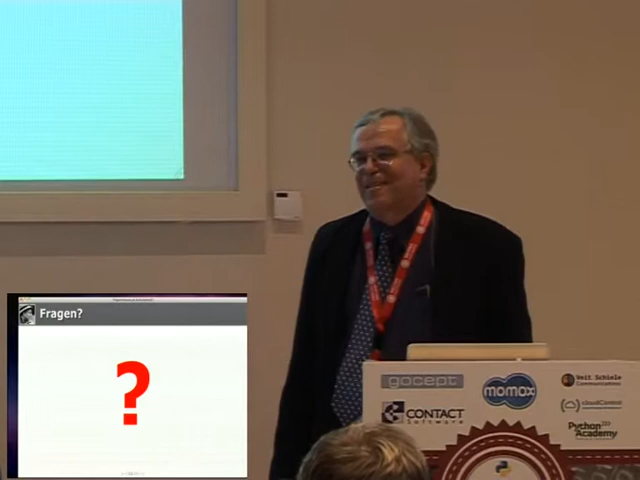 Fragen?
?
gocept
momox
Veit Schiele
Communications
CONTACT
Software
cloudControl
Python
Academy